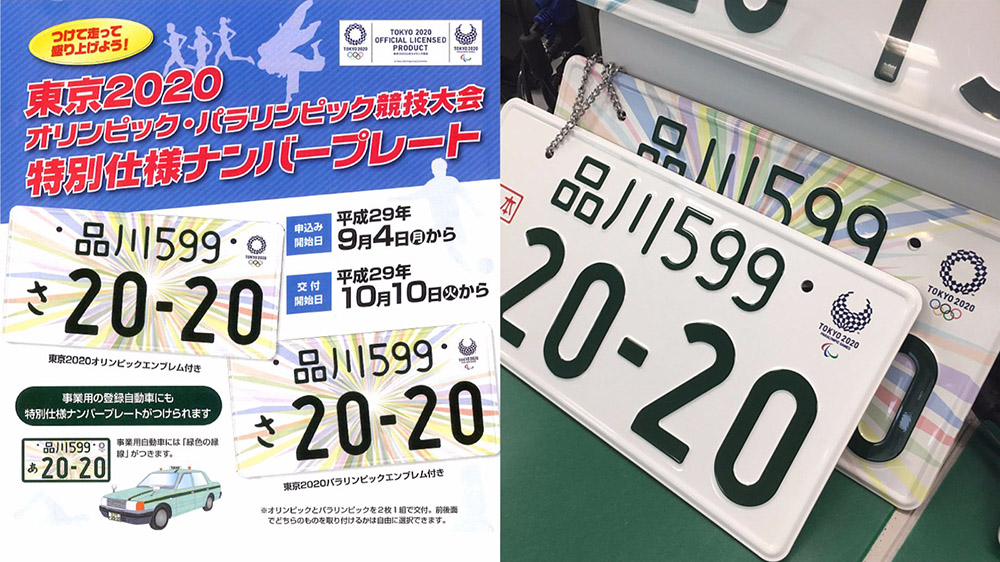 つけて走って
盛り上げよう！
TOKYO 2020
OFFICIAL LICENSED
PRODUCT
TOKYO 2020
TOKYO 2020
東京2020
オリンピック・パラリンピック競技大会
特別仕様ナンバープレート
品川599
さ 20-20
TOKYO 2020
東京2020オリンピックエンブレム付き
申込み
開始日
平成29年
9月4日(月)から
交付
開始日
平成29年
10月10日(火)から
品川599
さ 20-20
TOKYO 2020
東京2020パラリンピックエンブレム付き
事業用の登録自動車にも
特別仕様ナンバープレートがつけられます
品川599
あ 20-20
事業用自動車には「緑色の縁
線」がつきます。
※オリンピックとパラリンピックを2枚1組で交付。前後面
でどちらのものを取り付けるかは自由に選択できます。
本
品川599
20-20
TOKYO 2020
PARALYMPIC GAMES
品川599
TOKYO 2020